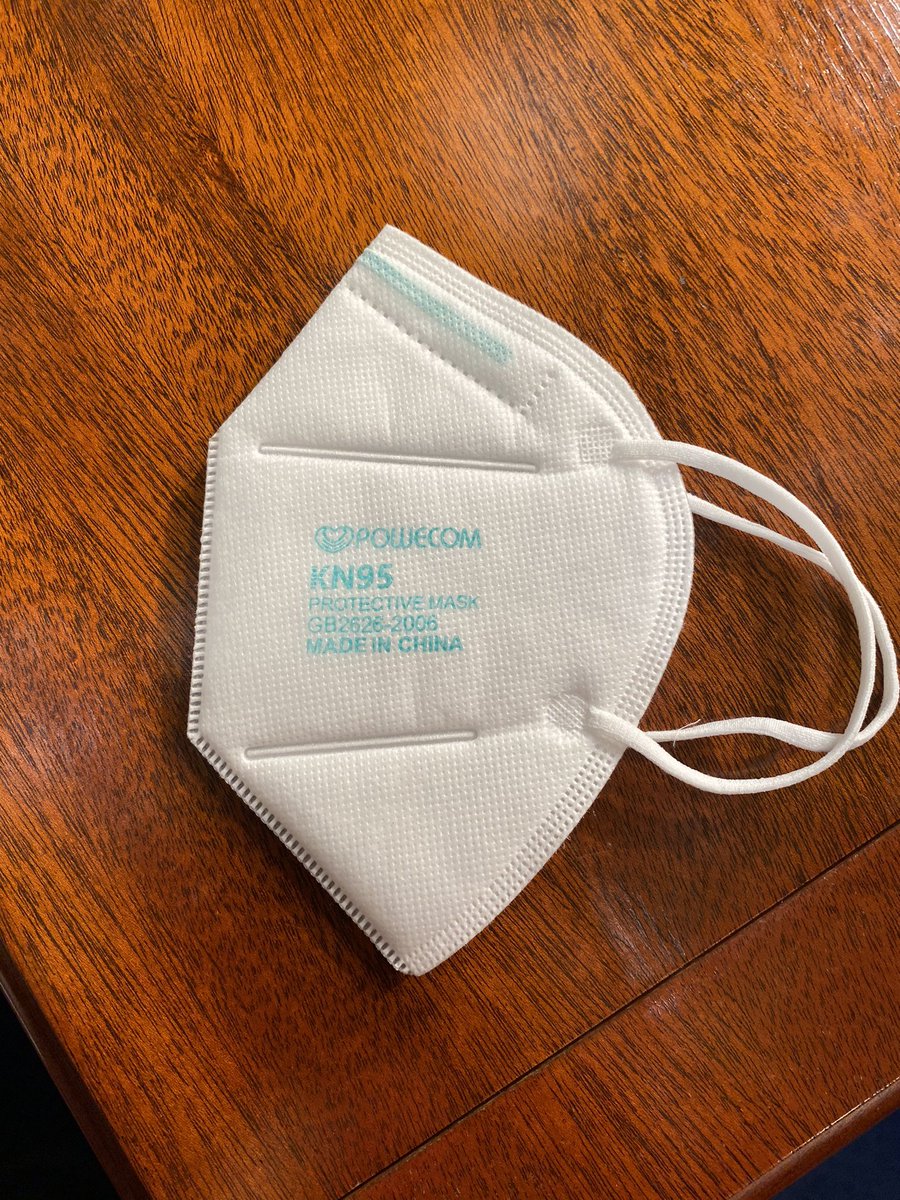 POWECOM
KN95
PROTECTIVE MASK
GB2626-2006
MADE IN CHINA